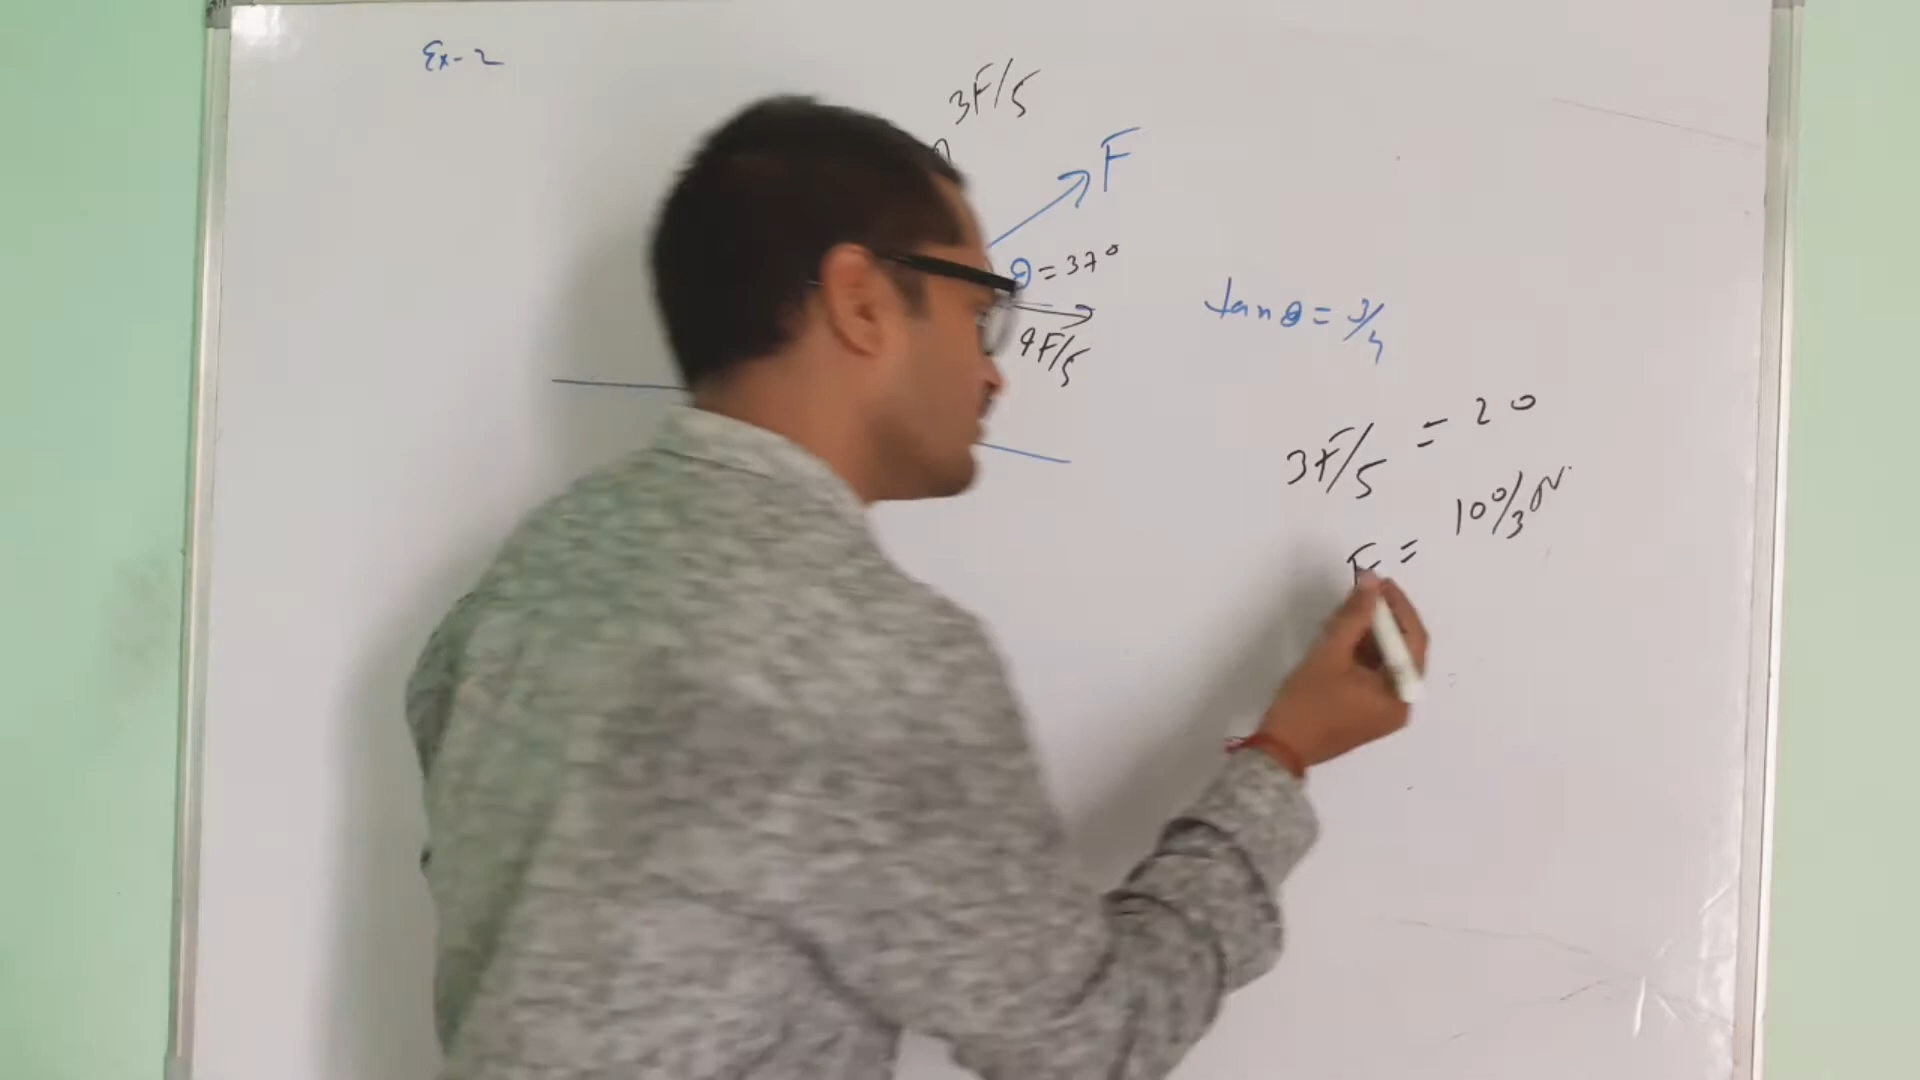 Ex-2
3F/5
F
θ = 37°
4F/5
tanθ = 3/4
3F/5 = 20
F = 100/3 N